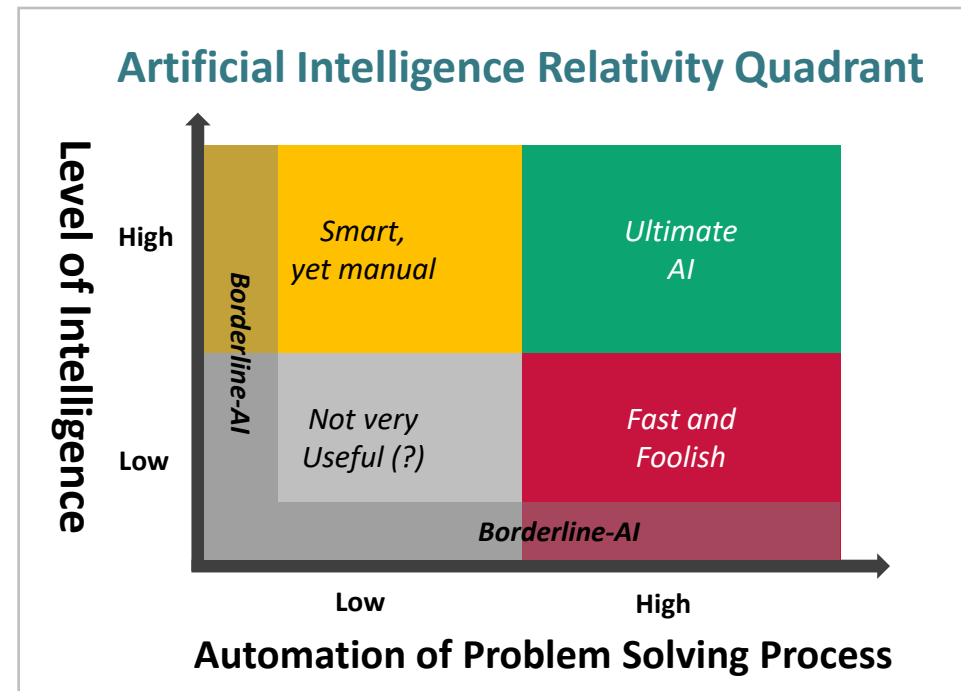 Artificial Intelligence Relativity Quadrant
Level of Intelligence
High
Low
Borderline-AI
Smart,
yet manual
Ultimate
AI
Not very
Useful (?)
Fast and
Foolish
Borderline-AI
Low
High
Automation of Problem Solving Process